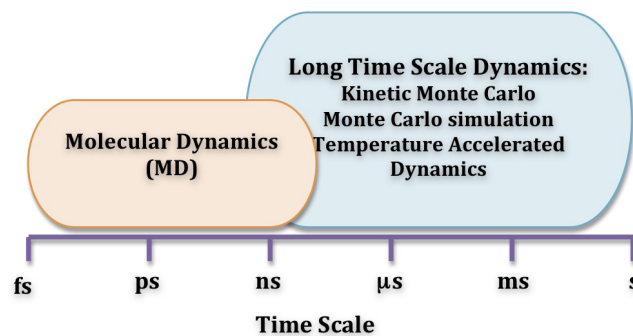 Long Time Scale Dynamics:
Kinetic Monte Carlo
Monte Carlo simulation
Temperature Accelerated
Dynamics
Molecular Dynamics
(MD)
fs ps ns μs ms s
Time Scale